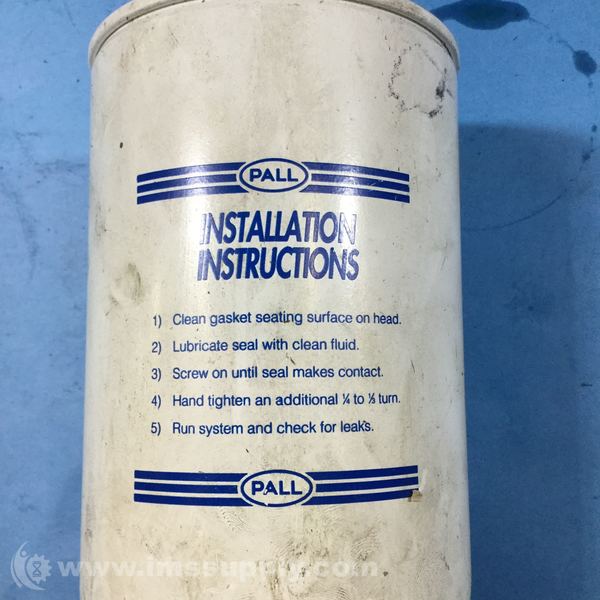 PALL
INSTALLATION
INSTRUCTIONS
1) Clean gasket seating surface on head.
2) Lubricate seal with clean fluid.
3) Screw on until seal makes contact.
4) Hand tighten an additional ¼ to ⅓ turn.
5) Run system and check for leaks.
PALL
www.imssupply.com